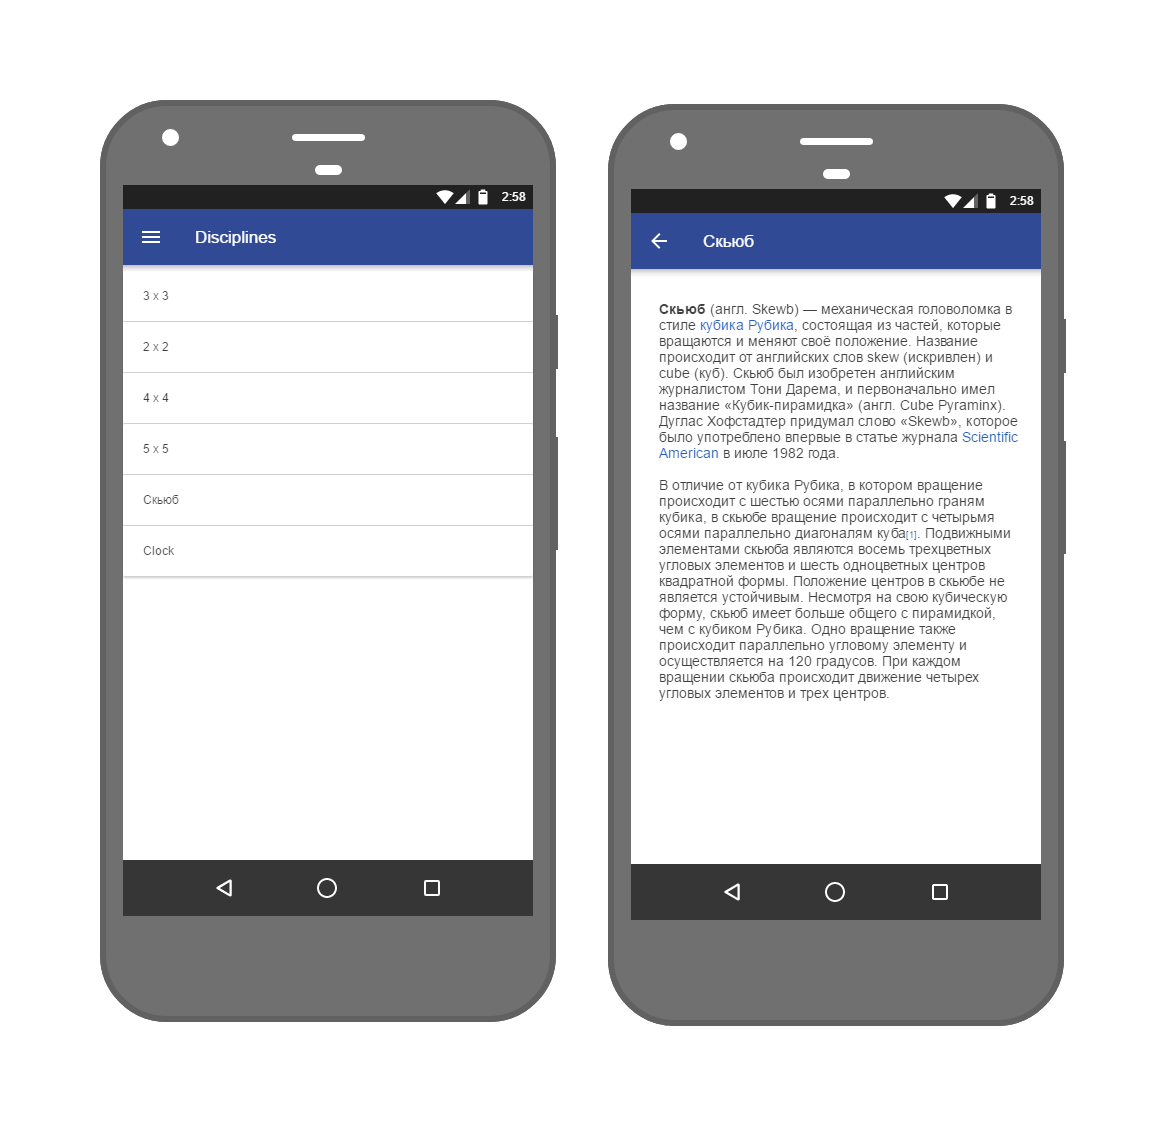 2:58
Disciplines
3 x 3
2 x 2
4 x 4
5 x 5
Скьюб
Clock
2:58
Скьюб
Скьюб (англ. Skewb) — механическая головоломка в
стиле кубика Рубика, состоящая из частей, которые
вращаются и меняют своё положение. Название
происходит от английских слов skew (искривлен) и
cube (куб). Скьюб был изобретен английским
журналистом Тони Дарема, и первоначально имел
название «Кубик-пирамидка» (англ. Cube Pyraminx).
Дуглас Хофстадтер придумал слово «Skewb», которое
было употреблено впервые в статье журнала Scientific
American в июле 1982 года.
В отличие от кубика Рубика, в котором вращение
происходит с шестью осями параллельно граням
кубика, в скьюбе вращение происходит с четырьмя
осями параллельно диагоналям куба[1]. Подвижными
элементами скьюба являются восемь трехцветных
угловых элементов и шесть одноцветных центров
квадратной формы. Положение центров в скьюбе не
является устойчивым. Несмотря на свою кубическую
форму, скьюб имеет больше общего с пирамидкой,
чем с кубиком Рубика. Одно вращение также
происходит параллельно угловому элементу и
осуществляется на 120 градусов. При каждом
вращении скьюба происходит движение четырех
угловых элементов и трех центров.